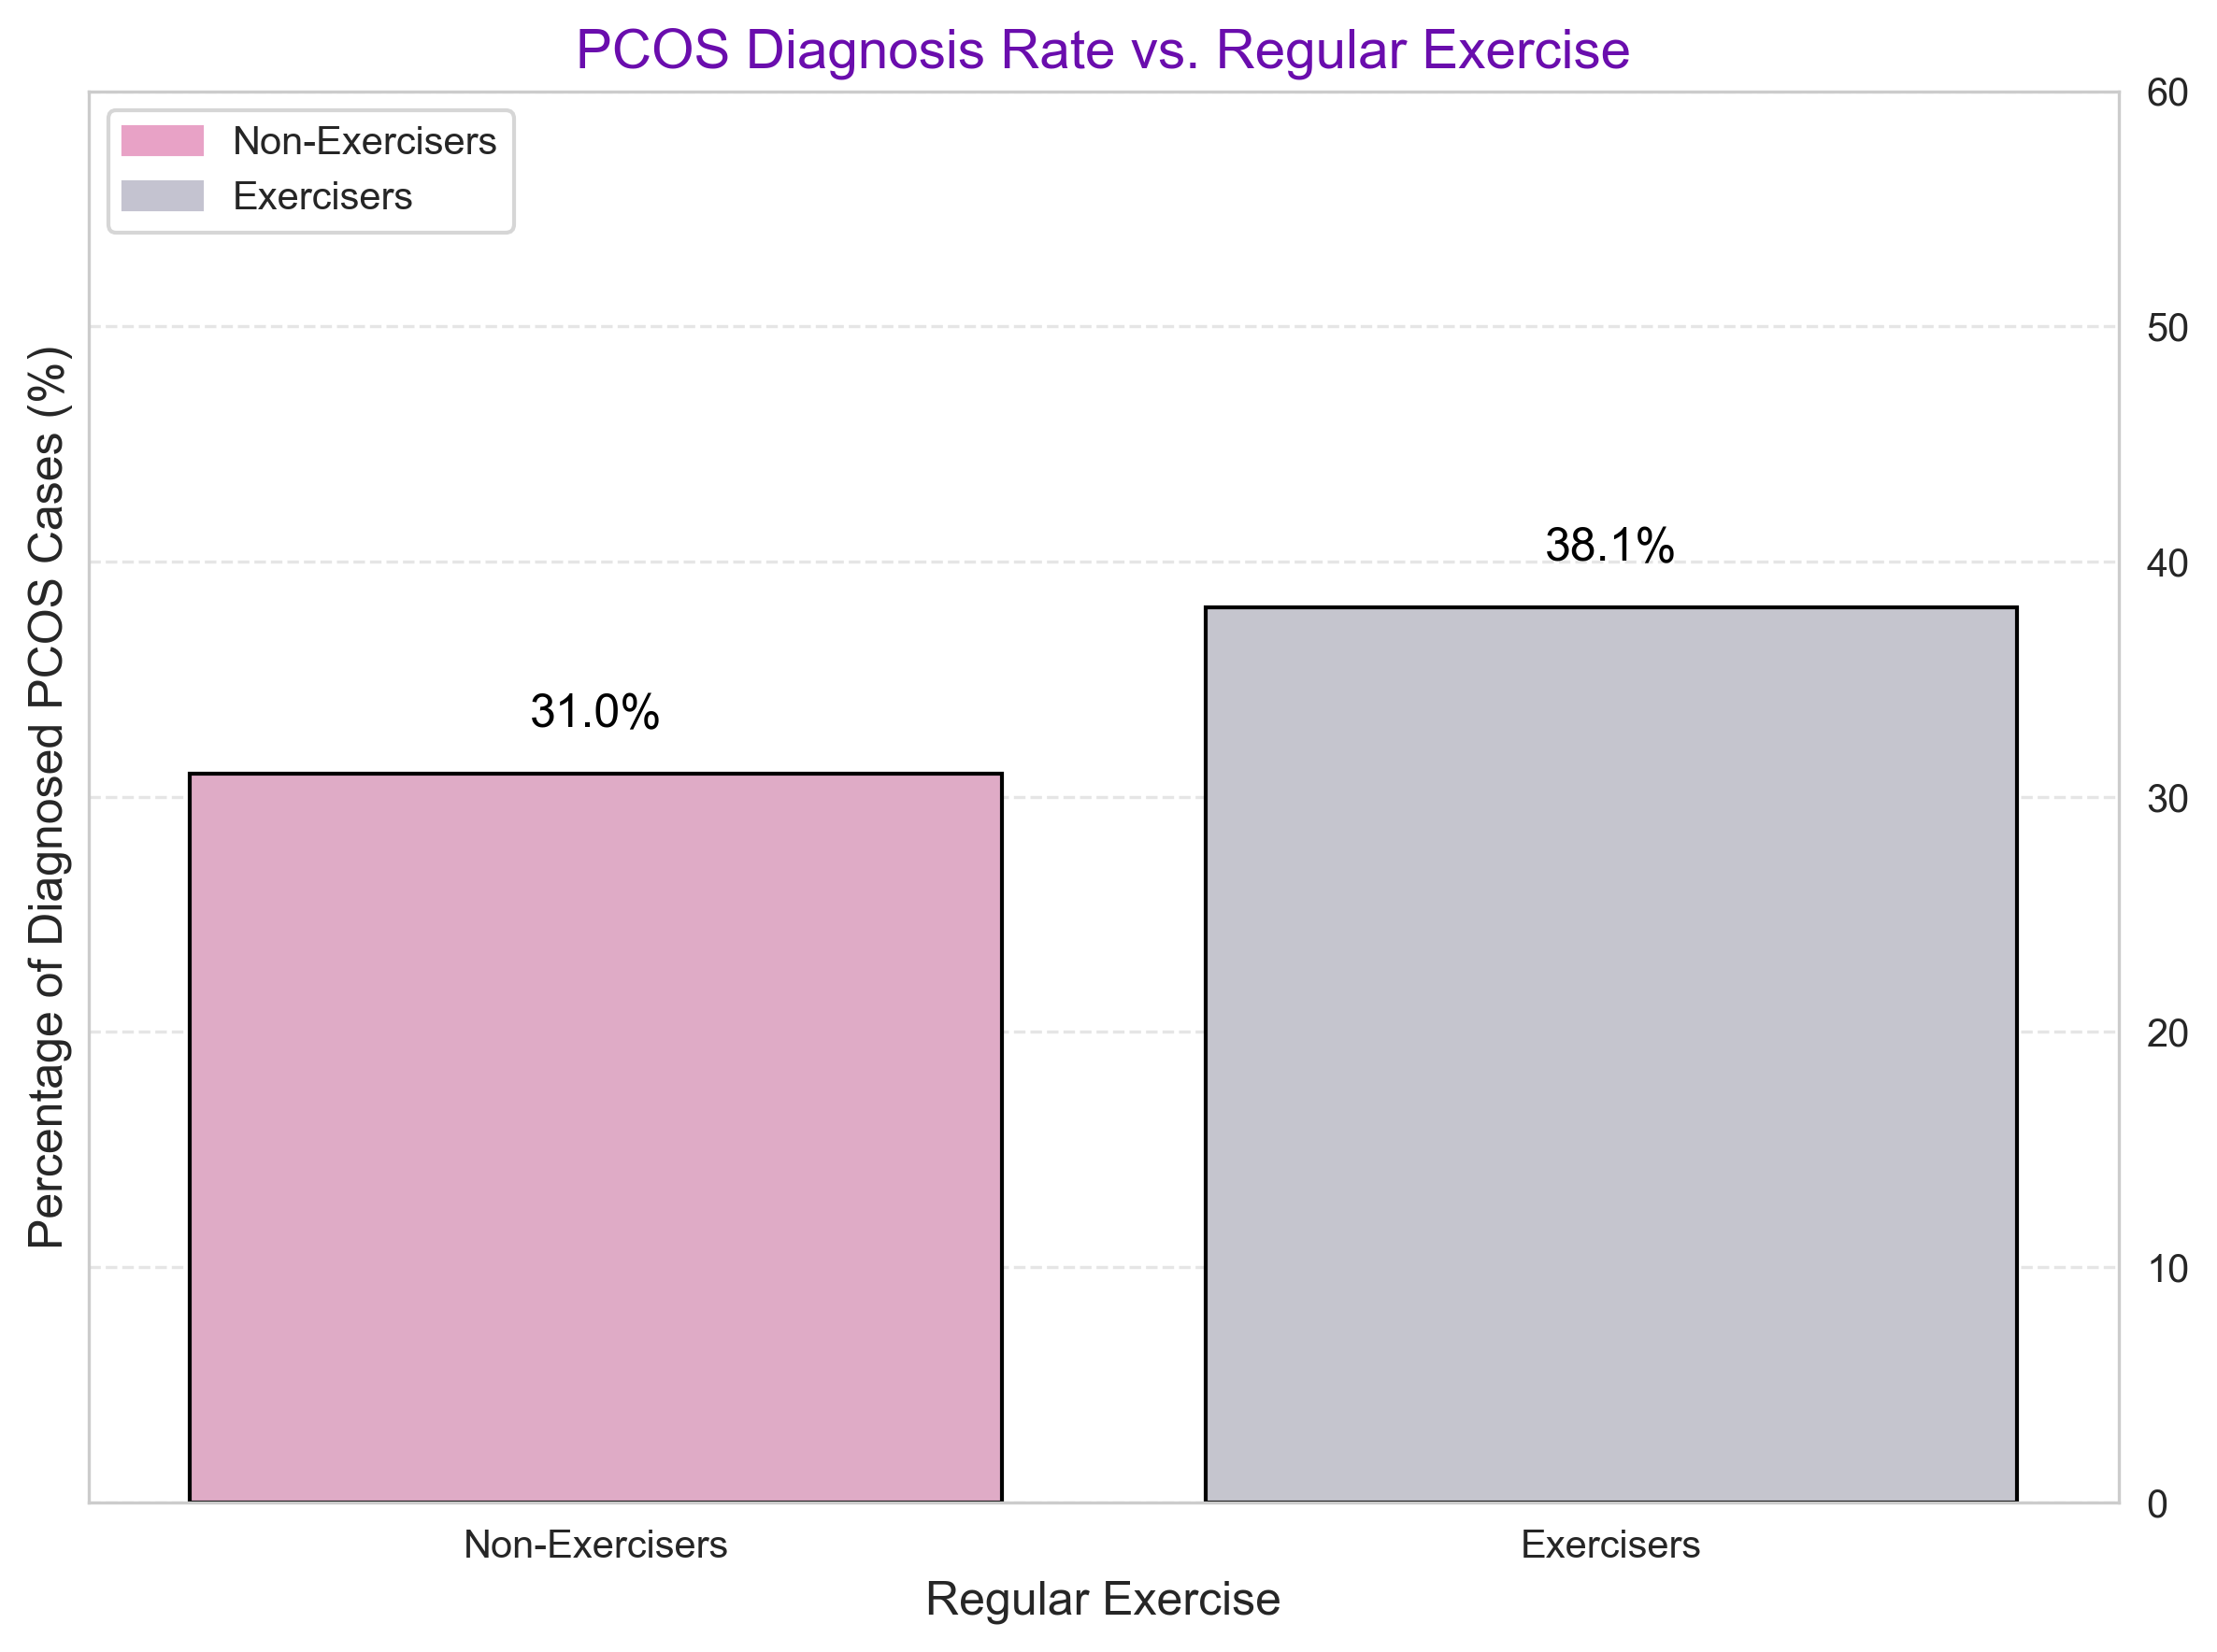 PCOS Diagnosis Rate vs. Regular Exercise
Non-Exercisers
Exercisers
Percentage of Diagnosed PCOS Cases (%)
60
50
40
30
20
10
0
31.0%
38.1%
Non-Exercisers
Exercisers
Regular Exercise